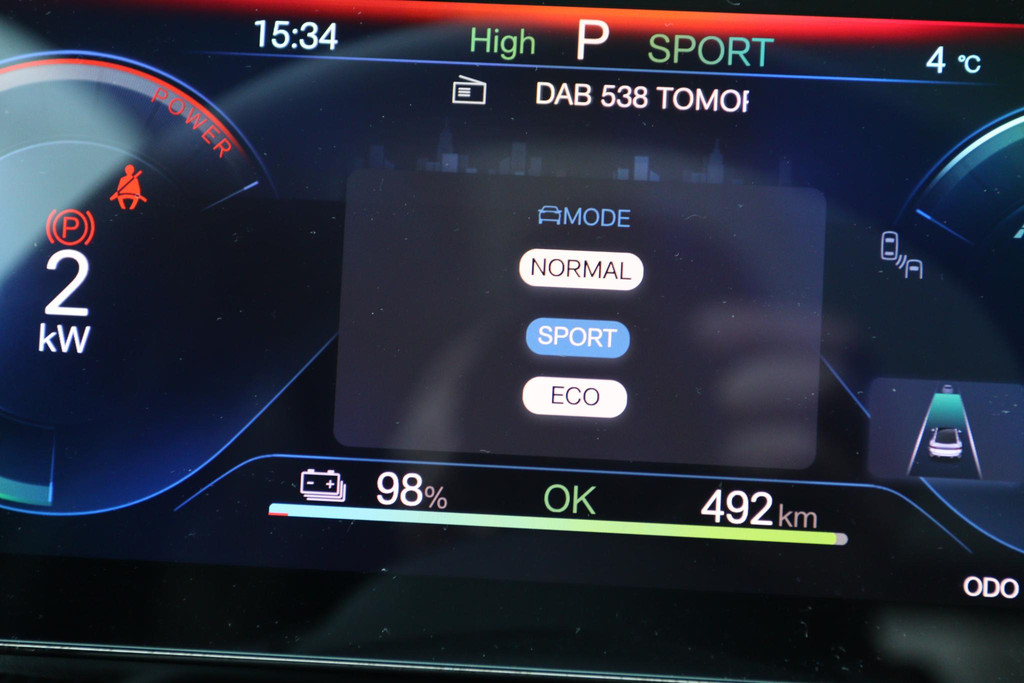 15:34 High P SPORT 4 °C
DAB 538 TOMOR
POWER
MODE
NORMAL
P
2
kW
SPORT
ECO
98% OK 492 km
ODO